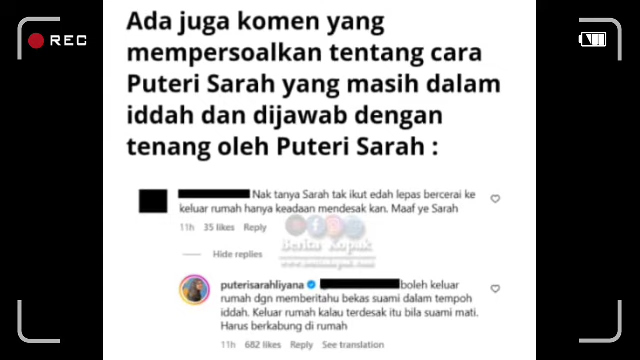 REC
Ada juga komen yang
mempersoalkan tentang cara
Puteri Sarah yang masih dalam
iddah dan dijawab dengan
tenang oleh Puteri Sarah :
Nak tanya Sarah tak ikut edah lepas bercerai ke
keluar rumah hanya keadaan mendesak kan. Maaf ye Sarah
11h 35 likes Reply
Berita Kopak
Hide replies
puterisarahliyana boleh keluar
rumah dgn memberitahu bekas suami dalam tempoh
iddah. Keluar rumah kalau terdesak itu bila suami mati.
Harus berkabung di rumah
11h 682 likes Reply See translation